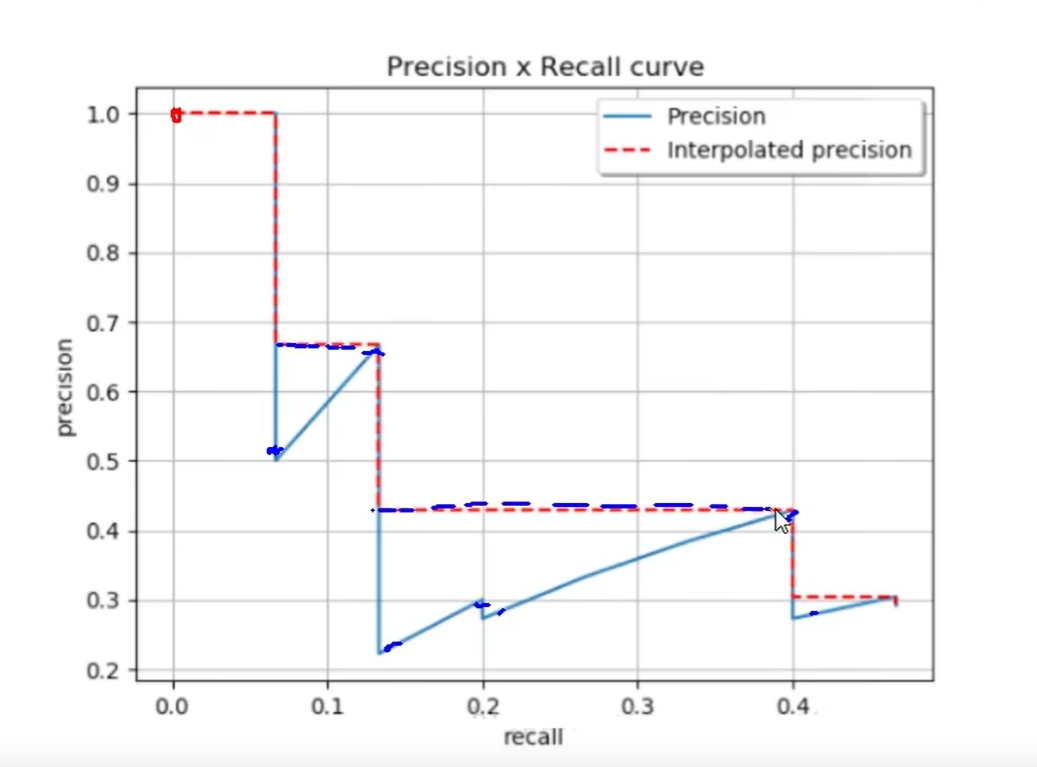 Precision x Recall curve
Precision
Interpolated precision
1.0
0.9
0.8
0.7
0.6
0.5
0.4
0.3
0.2
precision
0.0 0.1 0.2 0.3 0.4
recall